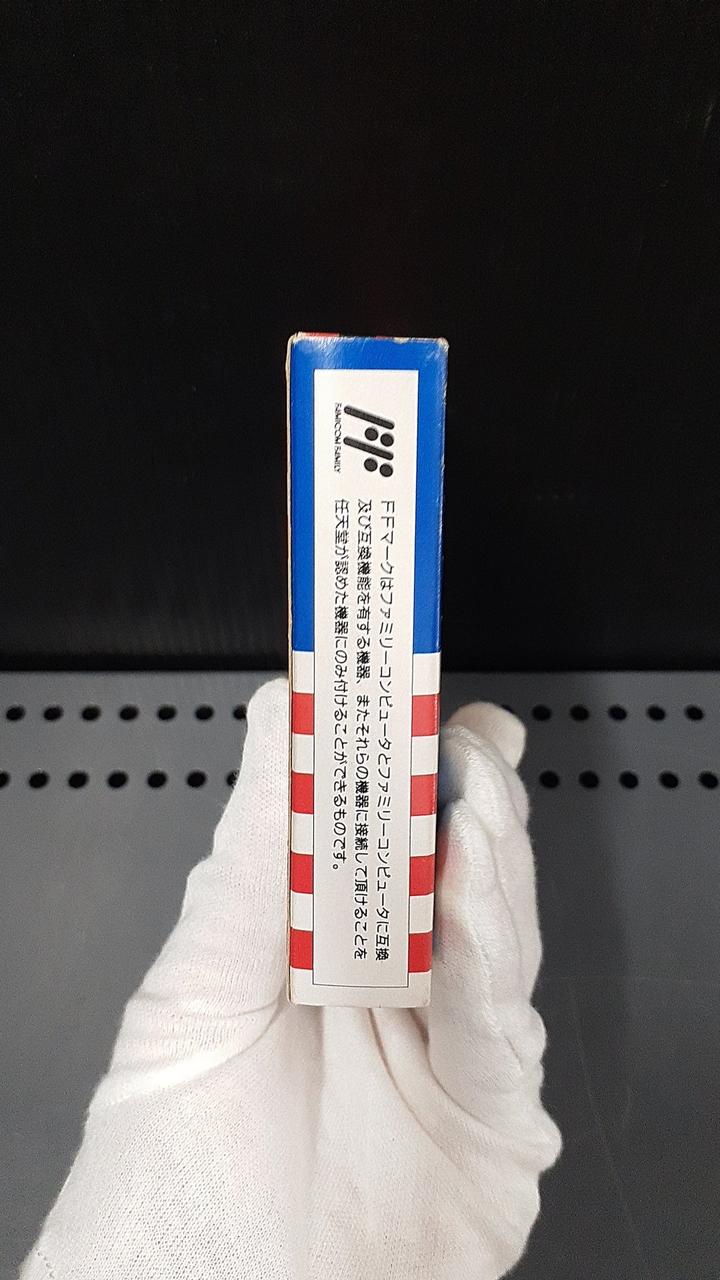 FAMICOM FAMILY
FFマークはファミリーコンピュータとファミリーコンピュータに互換
及び互換機能を有する機器、またそれらの機器に接続して頂けることを
任天堂が認めた機器にのみ付けることができるものです。